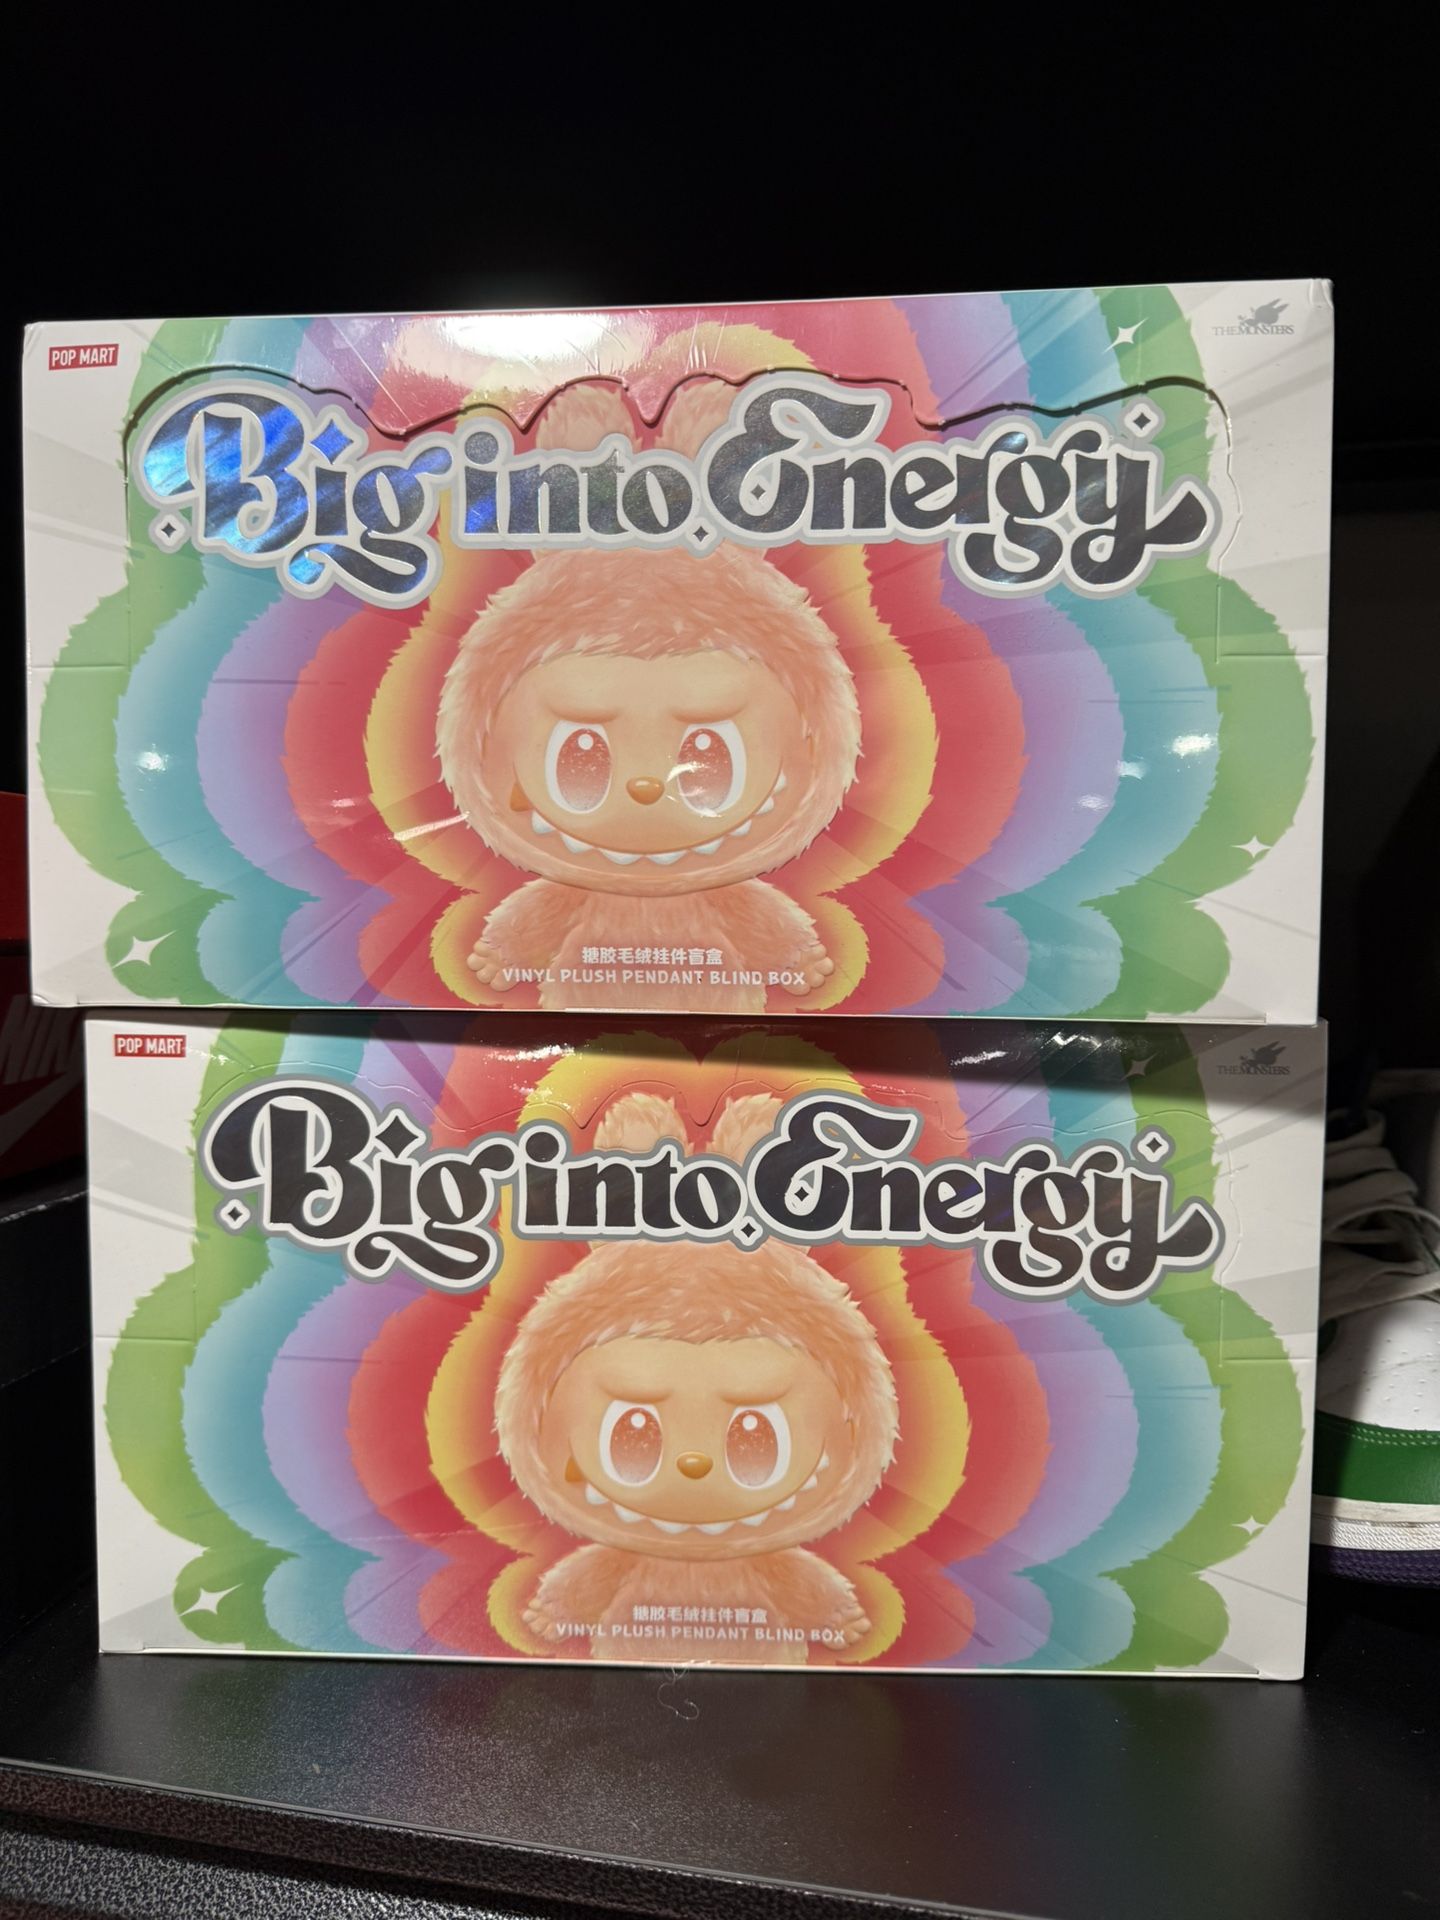 POP MART
THE MONSTERS
Big into Energy
搪胶毛绒挂件盲盒
VINYL PLUSH PENDANT BLIND BOX
POP MART
THE MONSTERS
Big into Energy
搪胶毛绒挂件盲盒
VINYL PLUSH PENDANT BLIND BOX
NIKE